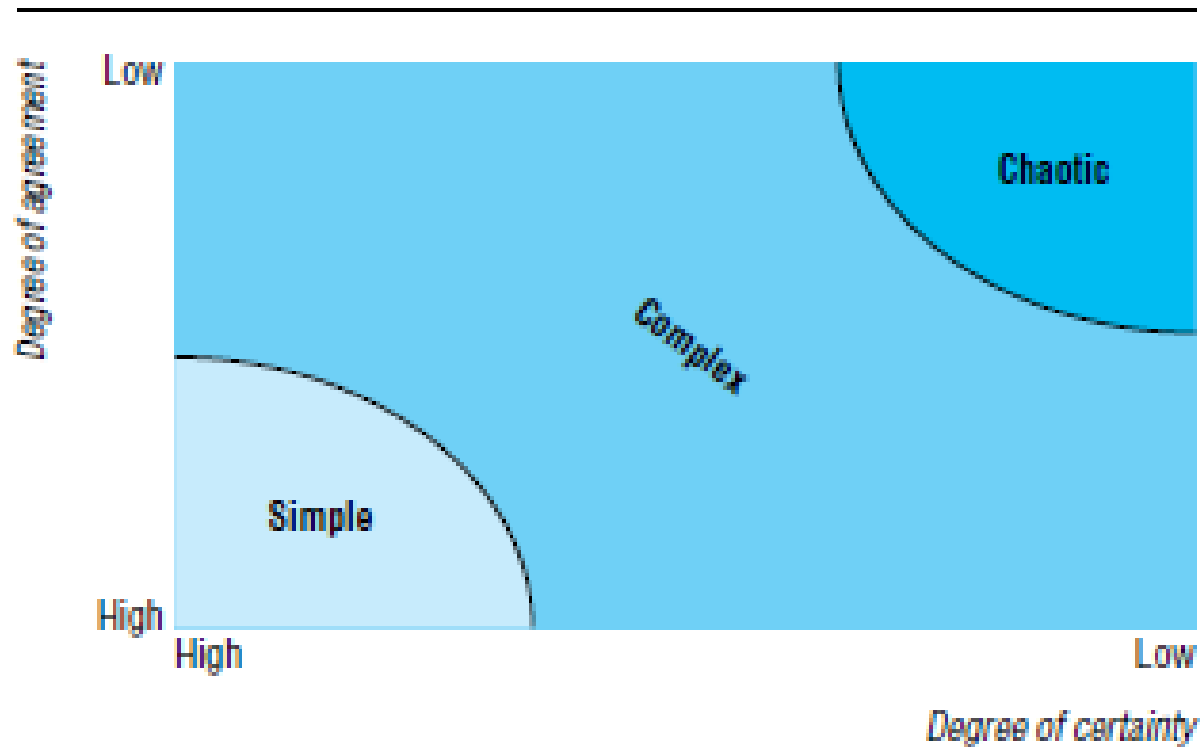 Degree of agreement
Low
Chaotic
Complex
Simple
High
High
Low
Degree of certainty